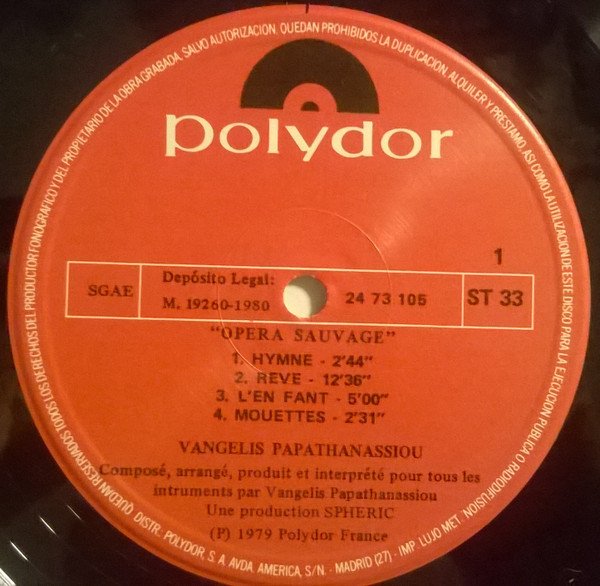 polydor
1
SGAE
Depósito Legal:
M. 19260-1980
24 73 105
ST 33
"OPERA SAUVAGE"
1. HYMNE - 2'44"
2. REVE - 12'36"
3. L'EN FANT - 5'00"
4. MOUETTES - 2'31"
VANGELIS PAPATHANASSIOU
Composé, arrangé, produit et interprété pour tous les
intruments par Vangelis Papathanassiou
Une production SPHERIC
(P) 1979 Polydor France
QUEDAN RESERVADOS TODOS LOS DERECHOS DEL PRODUCTOR FONOGRAFICO Y DEL PROPIETARIO DE LA OBRA GRABADA. SALVO AUTORIZACION, QUEDAN PROHIBIDOS LA DUPLICACION, ALQUILER Y PRESTAMO, ASI COMO LA UTILIZACION DE ESTE DISCO PARA LA EJECUCION PUBLICA O RADIODIFUSION.
DISTR. POLYDOR, S. A. AVDA. AMERICA, S/N. - MADRID (27) - IMP. LUJO MET.